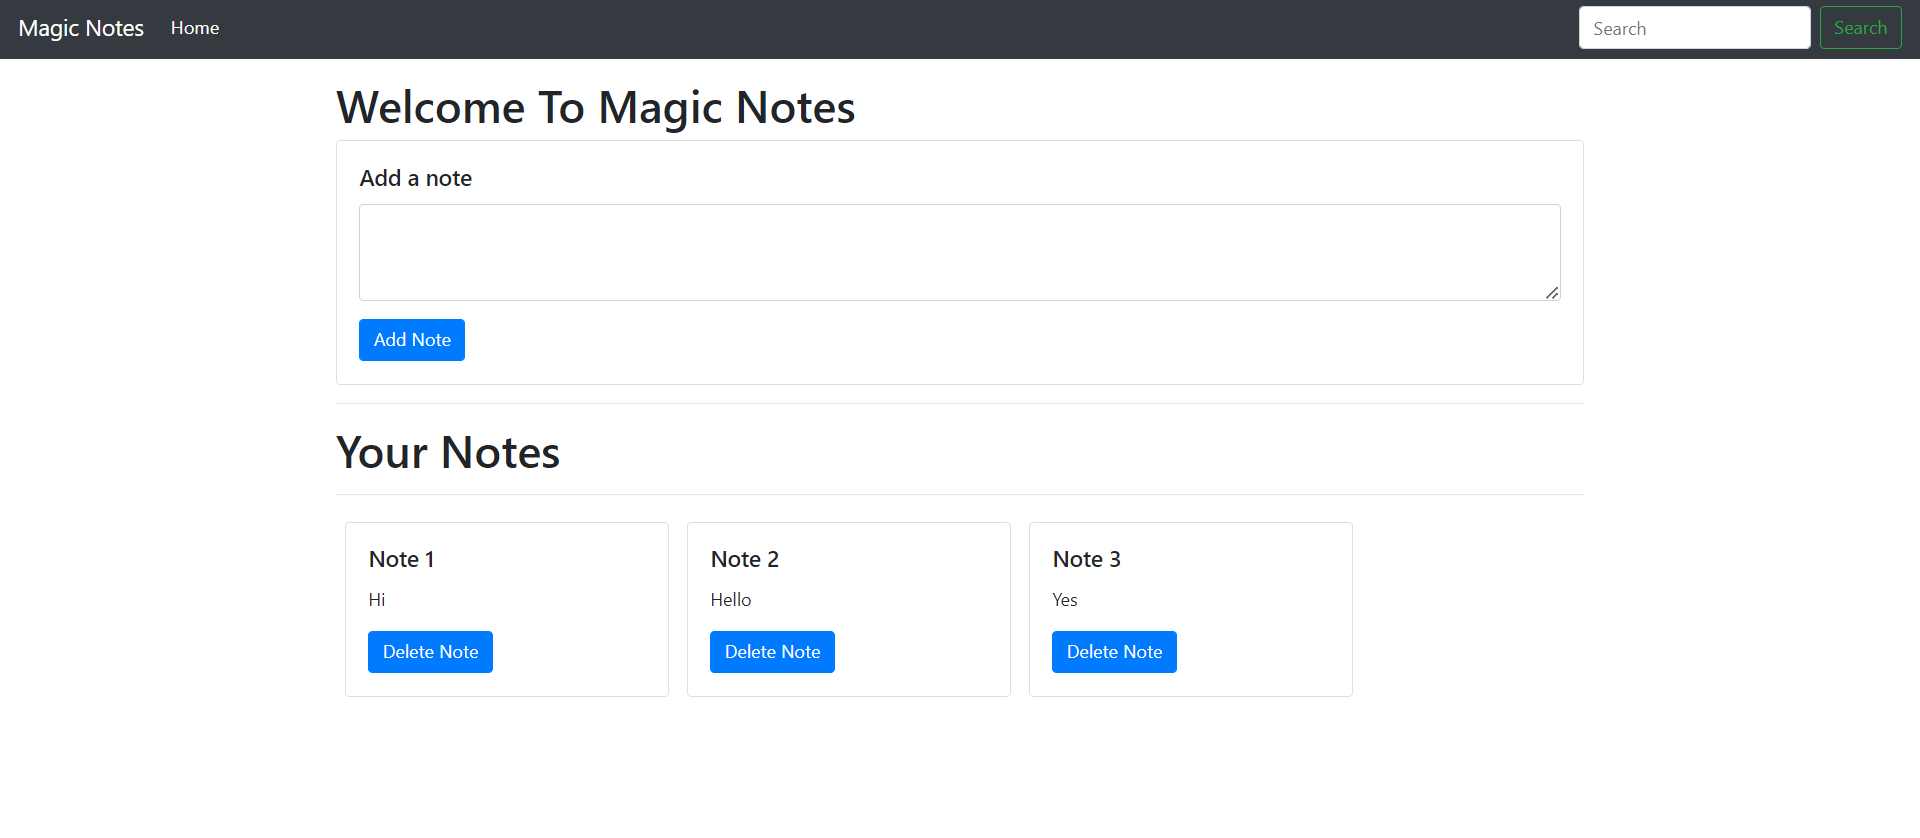 Magic Notes Home Search Search
Welcome To Magic Notes
Add a note
Add Note
Your Notes
Note 1
Hi
Delete Note
Note 2
Hello
Delete Note
Note 3
Yes
Delete Note